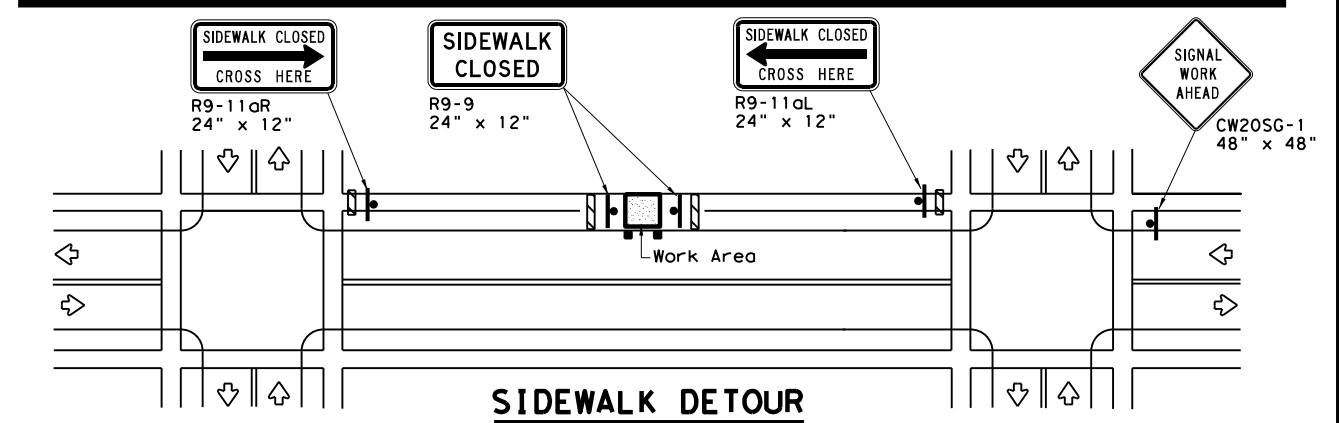 SIDEWALK CLOSED
CROSS HERE
R9-11aR
24" x 12"
SIDEWALK
CLOSED
R9-9
24" x 12"
SIDEWALK CLOSED
CROSS HERE
R9-11aL
24" x 12"
SIGNAL
WORK
AHEAD
CW20SG-1
48" x 48"
Work Area
SIDEWALK DETOUR